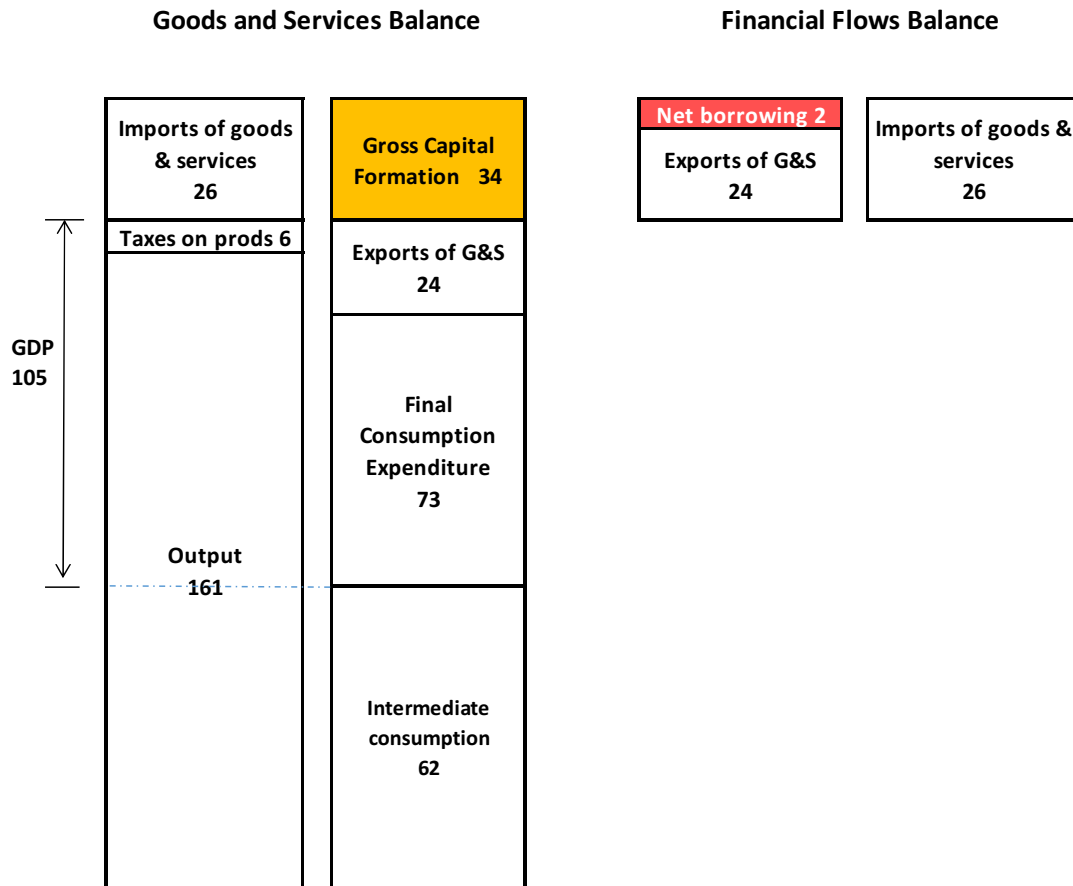 Goods and Services Balance
Financial Flows Balance
Imports of goods
& services
26
Gross Capital
Formation 34
Net borrowing 2
Exports of G&S
24
Imports of goods &
services
26
Taxes on prods 6
Exports of G&S
24
GDP
105
Final
Consumption
Expenditure
73
Output
161
Intermediate
consumption
62